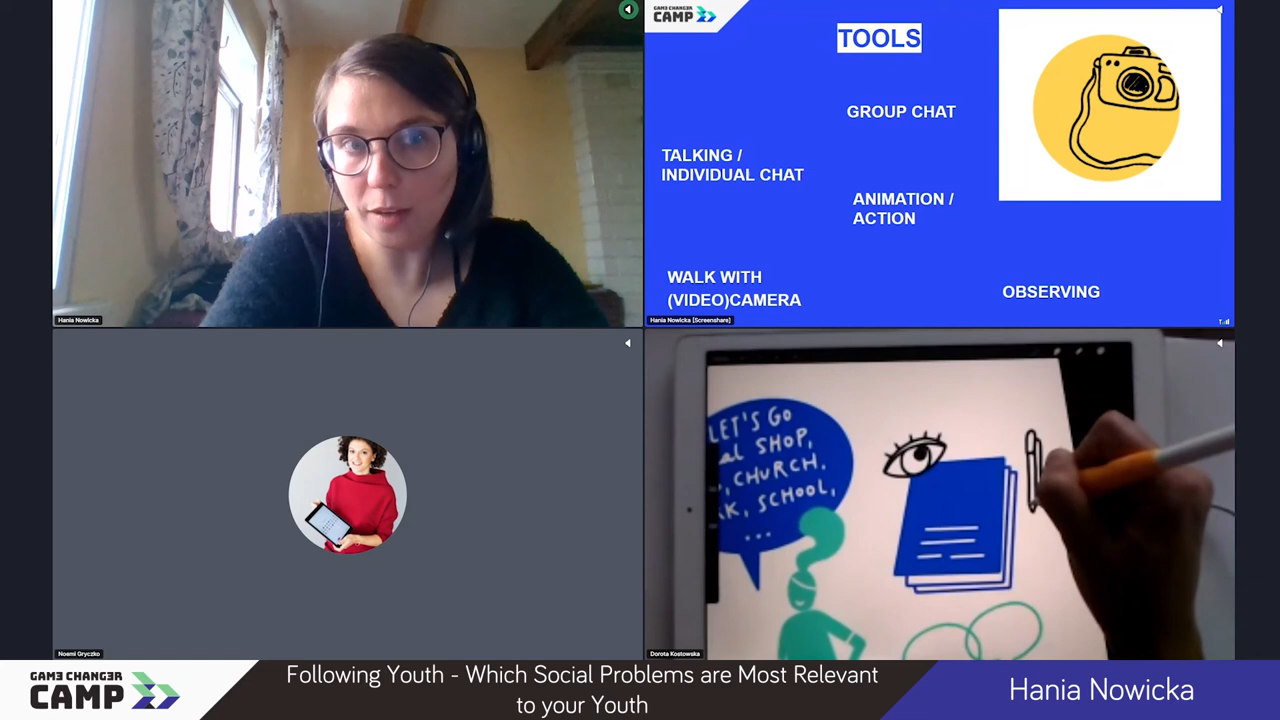 GAME CHANGER
CAMP
TOOLS
GROUP CHAT
TALKING /
INDIVIDUAL CHAT
ANIMATION /
ACTION
WALK WITH
(VIDEO)CAMERA
OBSERVING
Hania Nowicka
Hania Nowicka [Screenshare]
LET'S GO
SHOP,
, CHURCH,
SCHOOL,
...
Noemi Gryczko
Dorota Kostowska
GAME CHANGER
CAMP
Following Youth - Which Social Problems are Most Relevant
to your Youth
Hania Nowicka